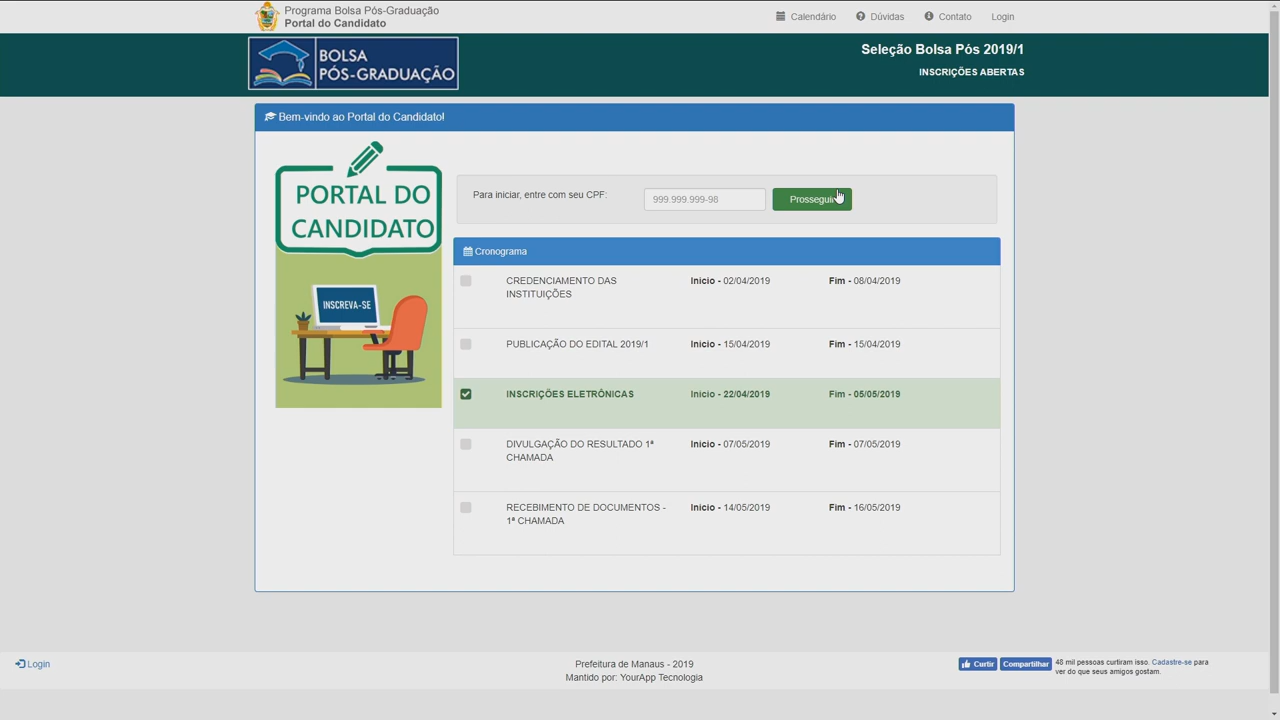 Programa Bolsa Pós-Graduação
Portal do Candidato
Calendário
Dúvidas
Contato
Login
BOLSA
PÓS-GRADUAÇÃO
Seleção Bolsa Pós 2019/1
INSCRIÇÕES ABERTAS
Bem-vindo ao Portal do Candidato!
PORTAL DO
CANDIDATO
INSCREVA-SE
Para iniciar, entre com seu CPF:
999.999.999-98
Cronograma
CREDENCIAMENTO DAS
INSTITUIÇÕES
Inicio - 02/04/2019
Fim - 08/04/2019
PUBLICAÇÃO DO EDITAL 2019/1
Inicio - 15/04/2019
Fim - 15/04/2019
INSCRIÇÕES ELETRÔNICAS
Inicio - 22/04/2019
Fim - 05/05/2019
DIVULGAÇÃO DO RESULTADO 1ª
CHAMADA
Inicio - 07/05/2019
Fim - 07/05/2019
RECEBIMENTO DE DOCUMENTOS -
1ª CHAMADA
Inicio - 14/05/2019
Fim - 16/05/2019
Login
Prefeitura de Manaus - 2019
Mantido por: YourApp Tecnologia
Curtir
Compartilhar
48 mil pessoas curtiram isso. Cadastre-se para
ver do que seus amigos gostam.